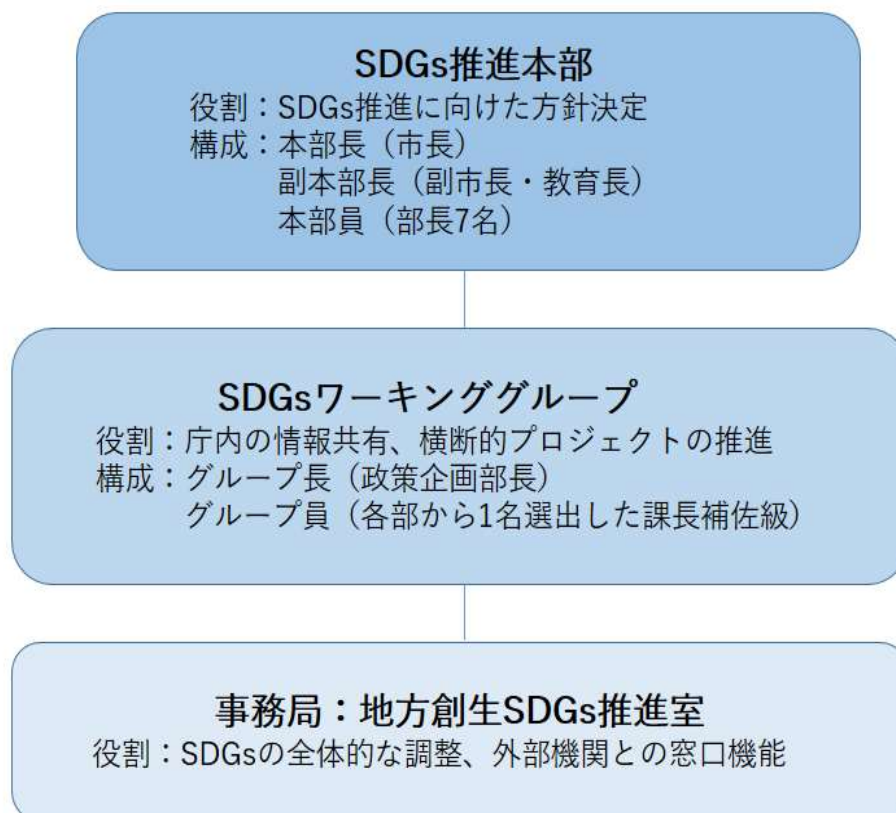 SDGs推進本部
役割：SDGs推進に向けた方針決定
構成：本部長（市長）
副本部長（副市長・教育長）
本部員（部長7名）
SDGsワーキンググループ
役割：庁内の情報共有、横断的プロジェクトの推進
構成：グループ長（政策企画部長）
グループ員（各部から1名選出した課長補佐級）
事務局：地方創生SDGs推進室
役割：SDGsの全体的な調整、外部機関との窓口機能